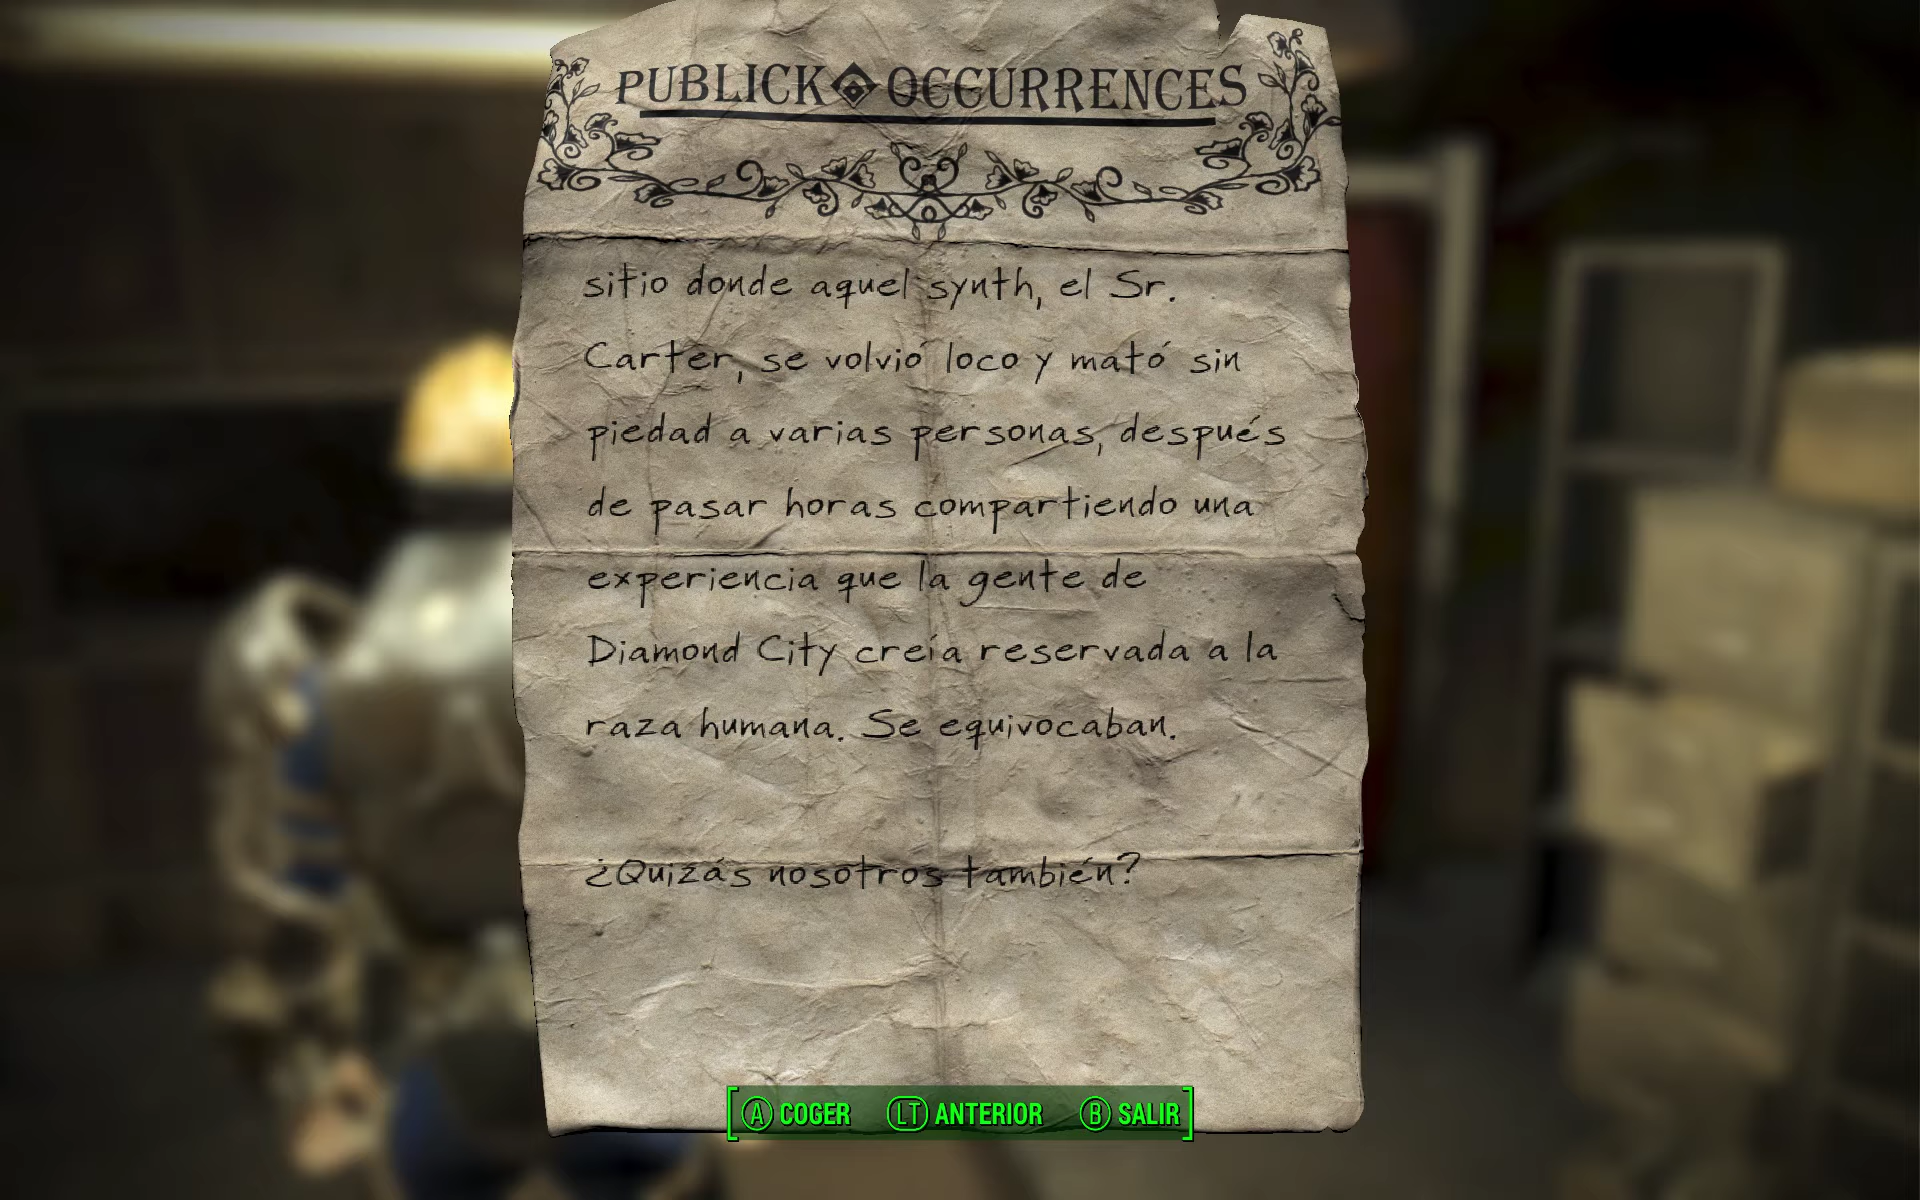 PUBLICK OCCURRENCES
sitio donde aquel synth, el Sr.
Carter, se volvió loco y mató sin
piedad a varias personas, después
de pasar horas compartiendo una
experiencia que la gente de
Diamond City creía reservada a la
raza humana. Se equivocaban.
¿Quizás nosotros también?
A COGER LT ANTERIOR B SALIR